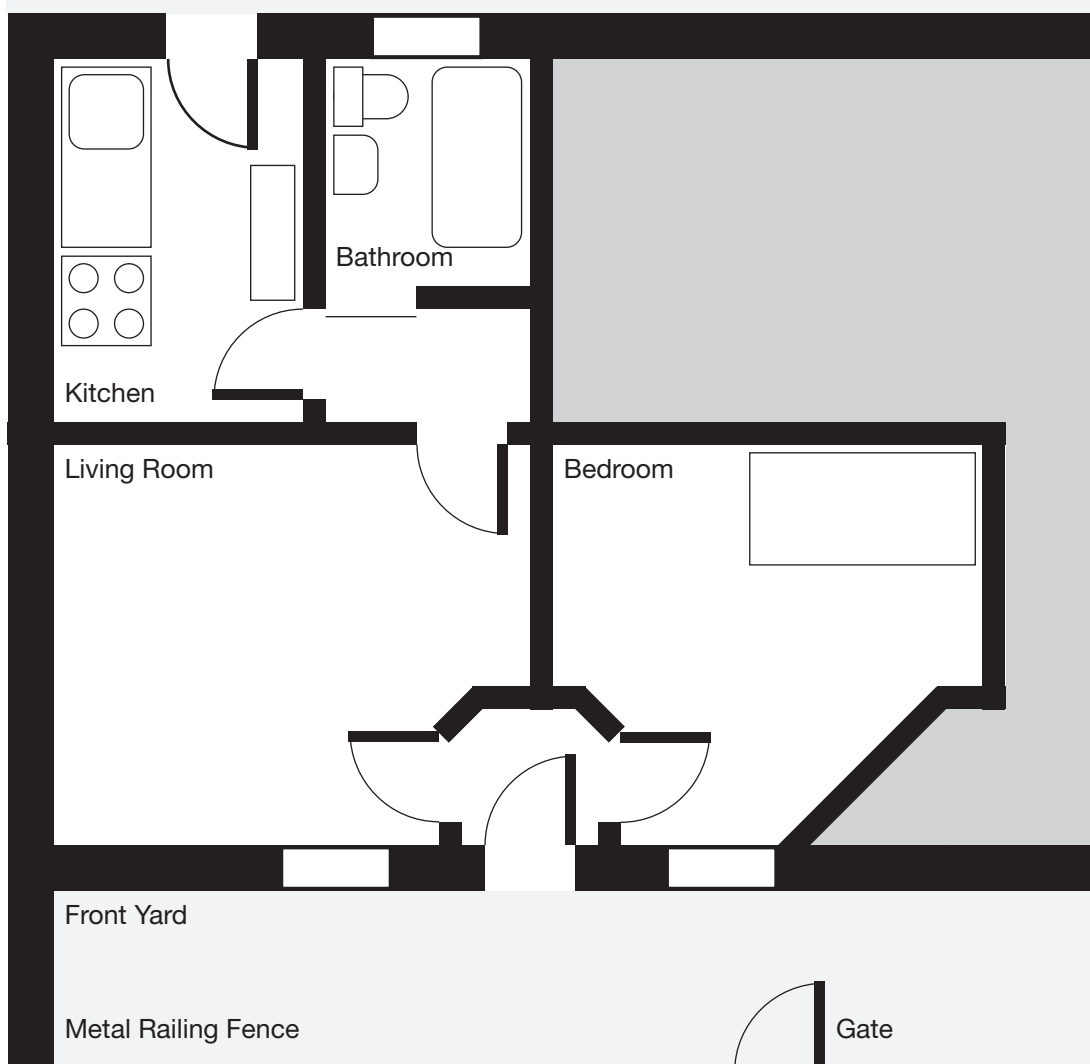 Bathroom
Kitchen
Living Room
Bedroom
Front Yard
Metal Railing Fence
Gate